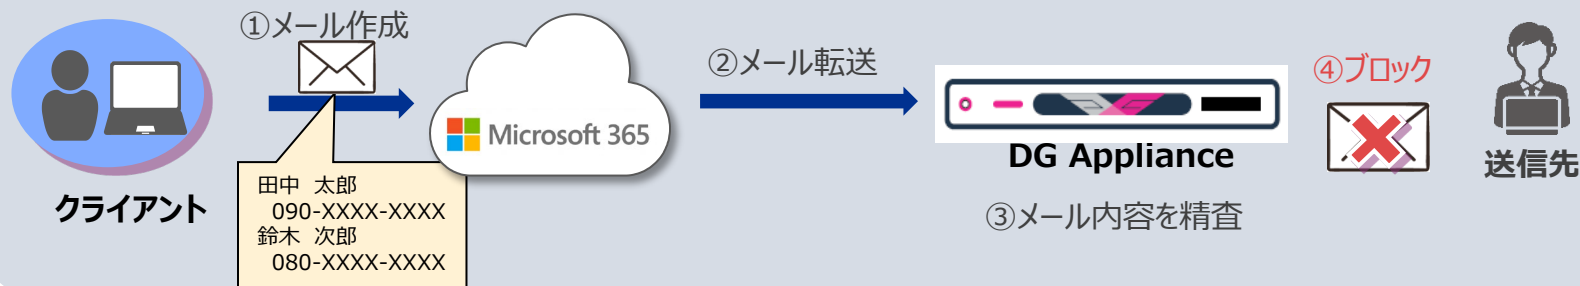 ①メール作成
Microsoft 365
②メール転送
④ブロック
DG Appliance
送信先
クライアント
田中 太郎
090-XXXX-XXXX
鈴木 次郎
080-XXXX-XXXX
③メール内容を精査